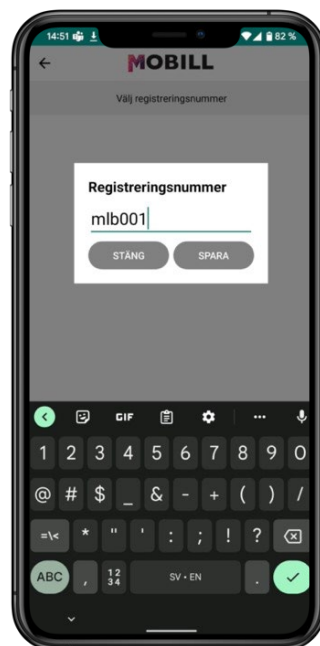 14:51 82 %
MOBILL
Välj registreringsnummer
Registreringsnummer
mlb001
STÄNG SPARA
GIF
1 2 3 4 5 6 7 8 9 0
@ # $ _ & - + ( ) /
=\< * " ' : ; ! ?
ABC , 12 34 SV • EN .